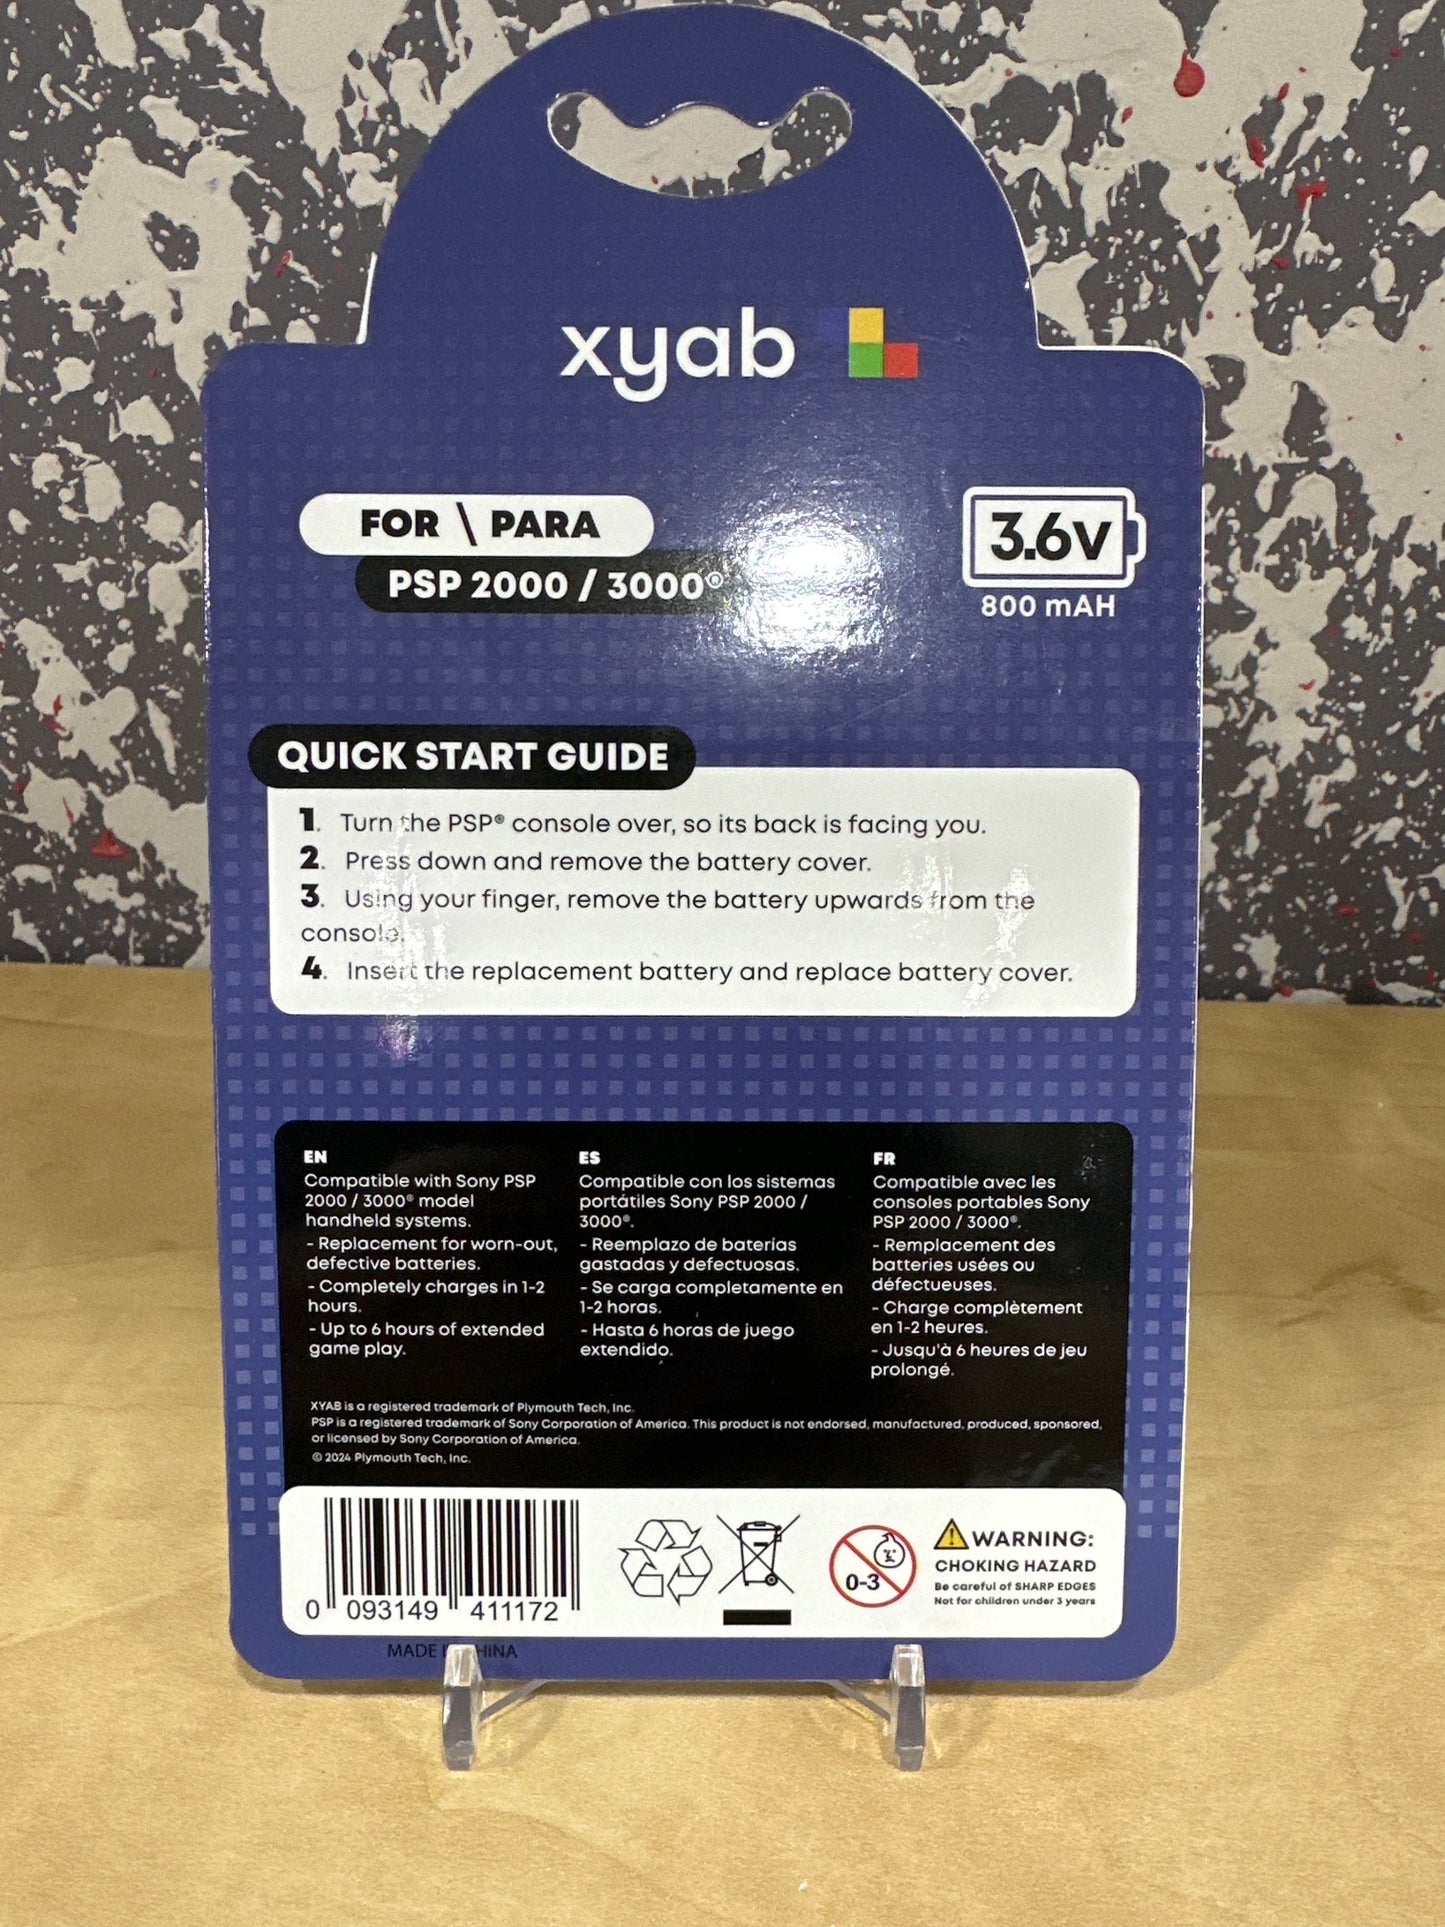 xyab
FOR \ PARA
PSP 2000 / 3000®
3.6V
800 mAH
QUICK START GUIDE
1. Turn the PSP® console over, so its back is facing you.
2. Press down and remove the battery cover.
3. Using your finger, remove the battery upwards from the
console.
4. Insert the replacement battery and replace battery cover.
EN
Compatible with Sony PSP
2000 / 3000® model
handheld systems.
- Replacement for worn-out,
defective batteries.
- Completely charges in 1-2
hours.
- Up to 6 hours of extended
game play.
ES
Compatible con los sistemas
portátiles Sony PSP 2000 /
3000®.
- Reemplazo de baterías
gastadas y defectuosas.
- Se carga completamente en
1-2 horas.
- Hasta 6 horas de juego
extendido.
FR
Compatible avec les
consoles portables Sony
PSP 2000 / 3000®.
- Remplacement des
batteries usées ou
défectueuses.
- Charge complètement
en 1-2 heures.
- Jusqu'à 6 heures de jeu
prolongé.
XYAB is a registered trademark of Plymouth Tech, Inc.
PSP is a registered trademark of Sony Corporation of America. This product is not endorsed, manufactured, produced, sponsored,
or licensed by Sony Corporation of America.
© 2024 Plymouth Tech, Inc.
0 093149 411172
0-3
WARNING:
CHOKING HAZARD
Be careful of SHARP EDGES
Not for children under 3 years
MADE